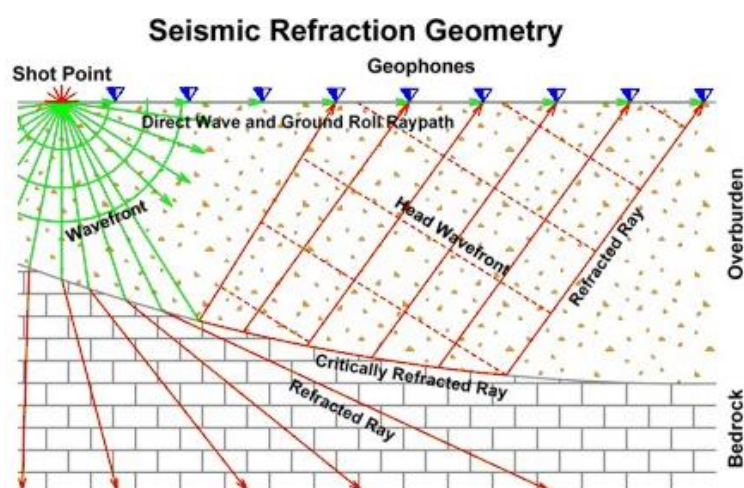 Seismic Refraction Geometry
Shot Point
Geophones
Direct Wave and Ground Roll Raypath
Wavefront
Head Wavefront
Refracted Ray
Overburden
Critically Refracted Ray
Refracted Ray
Bedrock